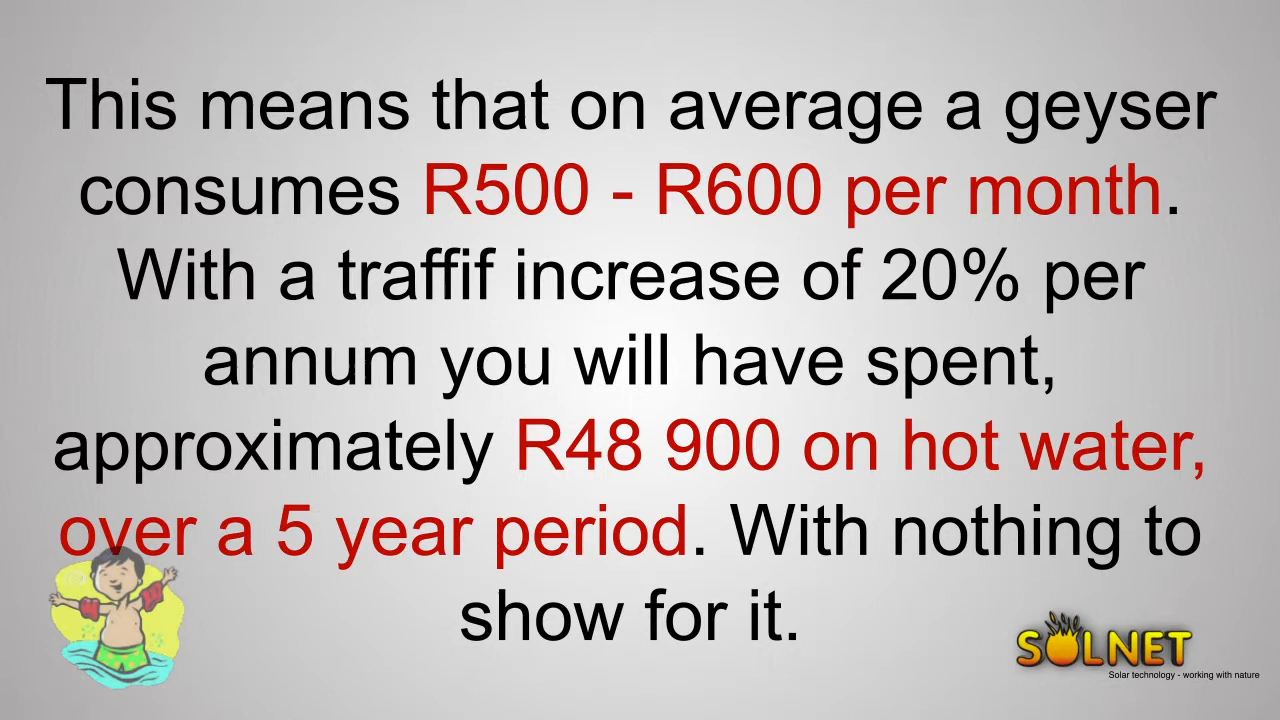 This means that on average a geyser
consumes R500 - R600 per month.
With a traffif increase of 20% per
annum you will have spent,
approximately R48 900 on hot water,
over a 5 year period. With nothing to
show for it.
SOLNET
Solar technology - working with nature